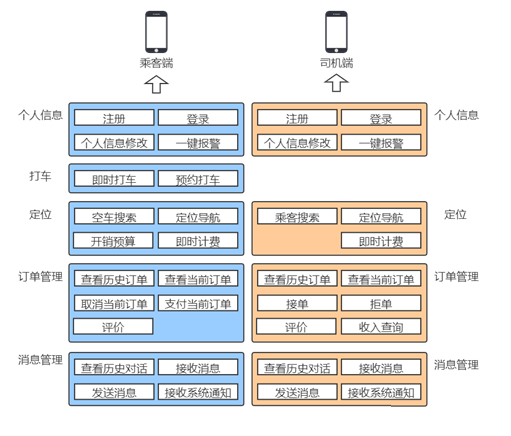 乘客端 司机端
个人信息 注册 登录 注册 登录 个人信息
个人信息修改 一键报警 个人信息修改 一键报警
打车 即时打车 预约打车
定位 空车搜索 定位导航 乘客搜索 定位导航 定位
开销预算 即时计费 即时计费
订单管理 查看历史订单 查看当前订单 查看历史订单 查看当前订单 订单管理
取消当前订单 支付当前订单 接单 拒单
评价 评价 收入查询
消息管理 查看历史对话 接收消息 查看历史对话 接收消息 消息管理
发送消息 接收系统通知 发送消息 接收系统通知